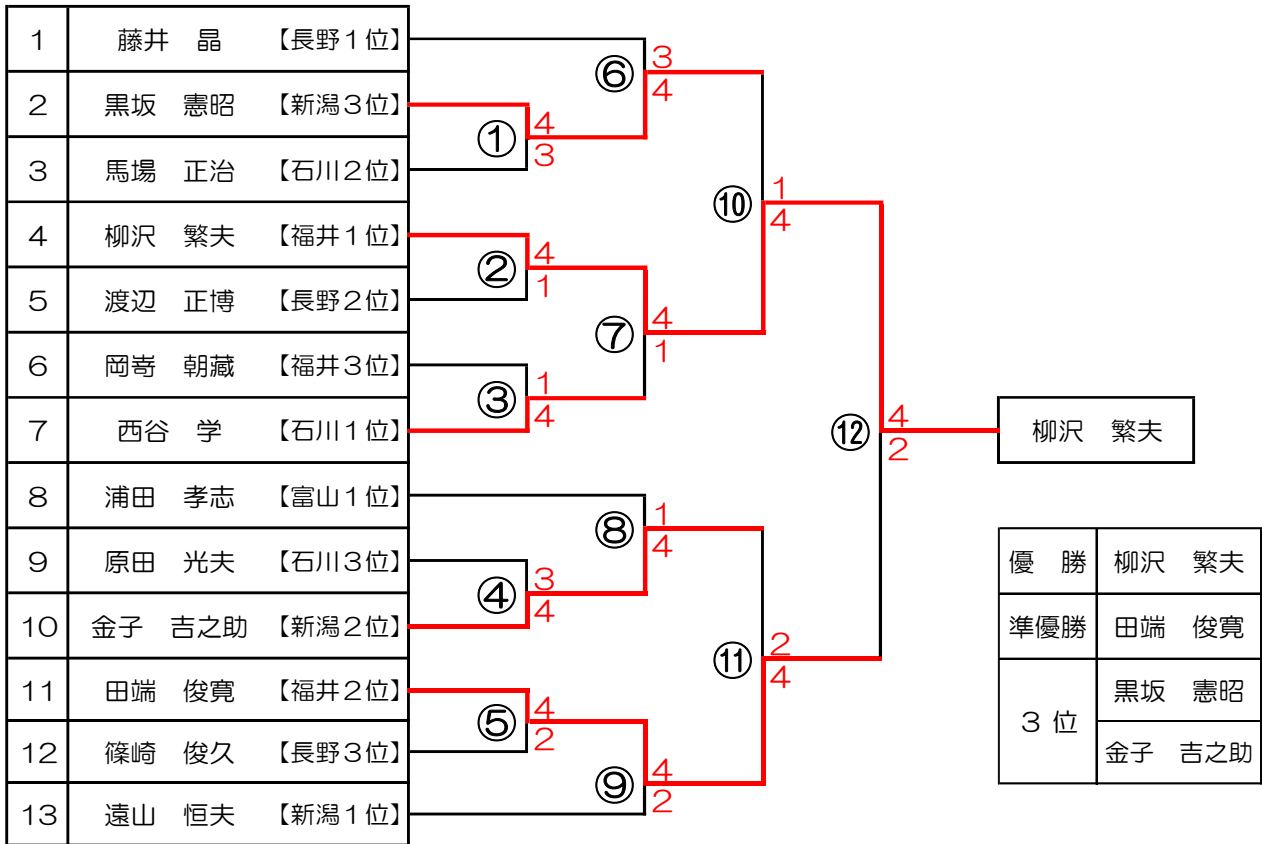 1 藤井 晶 【長野1位】
2 黒坂 憲昭 【新潟3位】
3 馬場 正治 【石川2位】
4 柳沢 繁夫 【福井1位】
5 渡辺 正博 【長野2位】
6 岡嵜 朝藏 【福井3位】
7 西谷 学 【石川1位】
8 浦田 孝志 【富山1位】
9 原田 光夫 【石川3位】
10 金子 吉之助 【新潟2位】
11 田端 俊寛 【福井2位】
12 篠崎 俊久 【長野3位】
13 遠山 恒夫 【新潟1位】
① 4 3
② 4 1
③ 1 4
④ 3 4
⑤ 4 2
⑥ 3 4
⑦ 4 1
⑧ 1 4
⑨ 4 2
⑩ 1 4
⑪ 2 4
⑫ 4 2
柳沢 繁夫
優 勝 柳沢 繁夫
準優勝 田端 俊寛
3 位 黒坂 憲昭
金子 吉之助